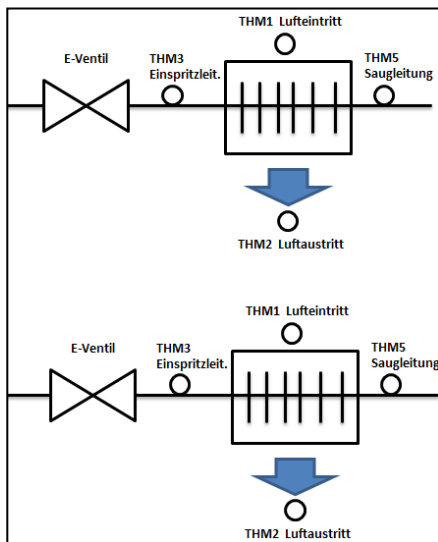 THM1 Lufteintritt
E-Ventil
THM3
Einspritzleit.
THM5
Saugleitung
THM2 Luftaustritt
THM1 Lufteintritt
E-Ventil
THM3
Einspritzleit.
THM5
Saugleitung
THM2 Luftaustritt